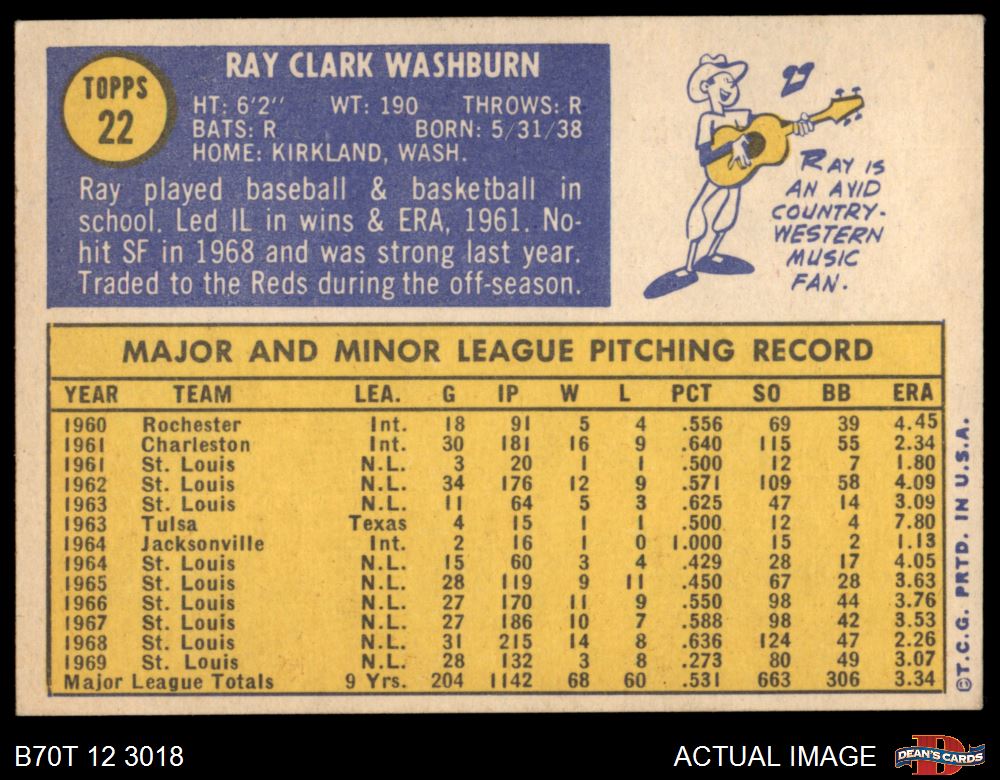 TOPPS
22
RAY CLARK WASHBURN
HT: 6'2" WT: 190 THROWS: R
BATS: R BORN: 5/31/38
HOME: KIRKLAND, WASH.
Ray played baseball & basketball in
school. Led IL in wins & ERA, 1961. No-
hit SF in 1968 and was strong last year.
Traded to the Reds during the off-season.
RAY IS
AN AVID
COUNTRY-
WESTERN
MUSIC
FAN.
MAJOR AND MINOR LEAGUE PITCHING RECORD
YEAR TEAM LEA. G IP W L PCT SO BB ERA
1960 Rochester Int. 18 91 5 4 .556 69 39 4.45
1961 Charleston Int. 30 181 16 9 .640 115 55 2.34
1961 St. Louis N.L. 3 20 1 1 .500 12 7 1.80
1962 St. Louis N.L. 34 176 12 9 .571 109 58 4.09
1963 St. Louis N.L. 11 64 5 3 .625 47 14 3.09
1963 Tulsa Texas 4 15 1 1 .500 12 4 7.80
1964 Jacksonville Int. 2 16 1 0 1.000 15 2 1.13
1964 St. Louis N.L. 15 60 3 4 .429 28 17 4.05
1965 St. Louis N.L. 28 119 9 11 .450 67 28 3.63
1966 St. Louis N.L. 27 170 11 9 .550 98 44 3.76
1967 St. Louis N.L. 27 186 10 7 .588 98 42 3.53
1968 St. Louis N.L. 31 215 14 8 .636 124 47 2.26
1969 St. Louis N.L. 28 132 3 8 .273 80 49 3.07
Major League Totals 9 Yrs. 204 1142 68 60 .531 663 306 3.34
©T.C.G. PRTD. IN U.S.A.
B70T 12 3018
ACTUAL IMAGE
DEAN'S CARDS